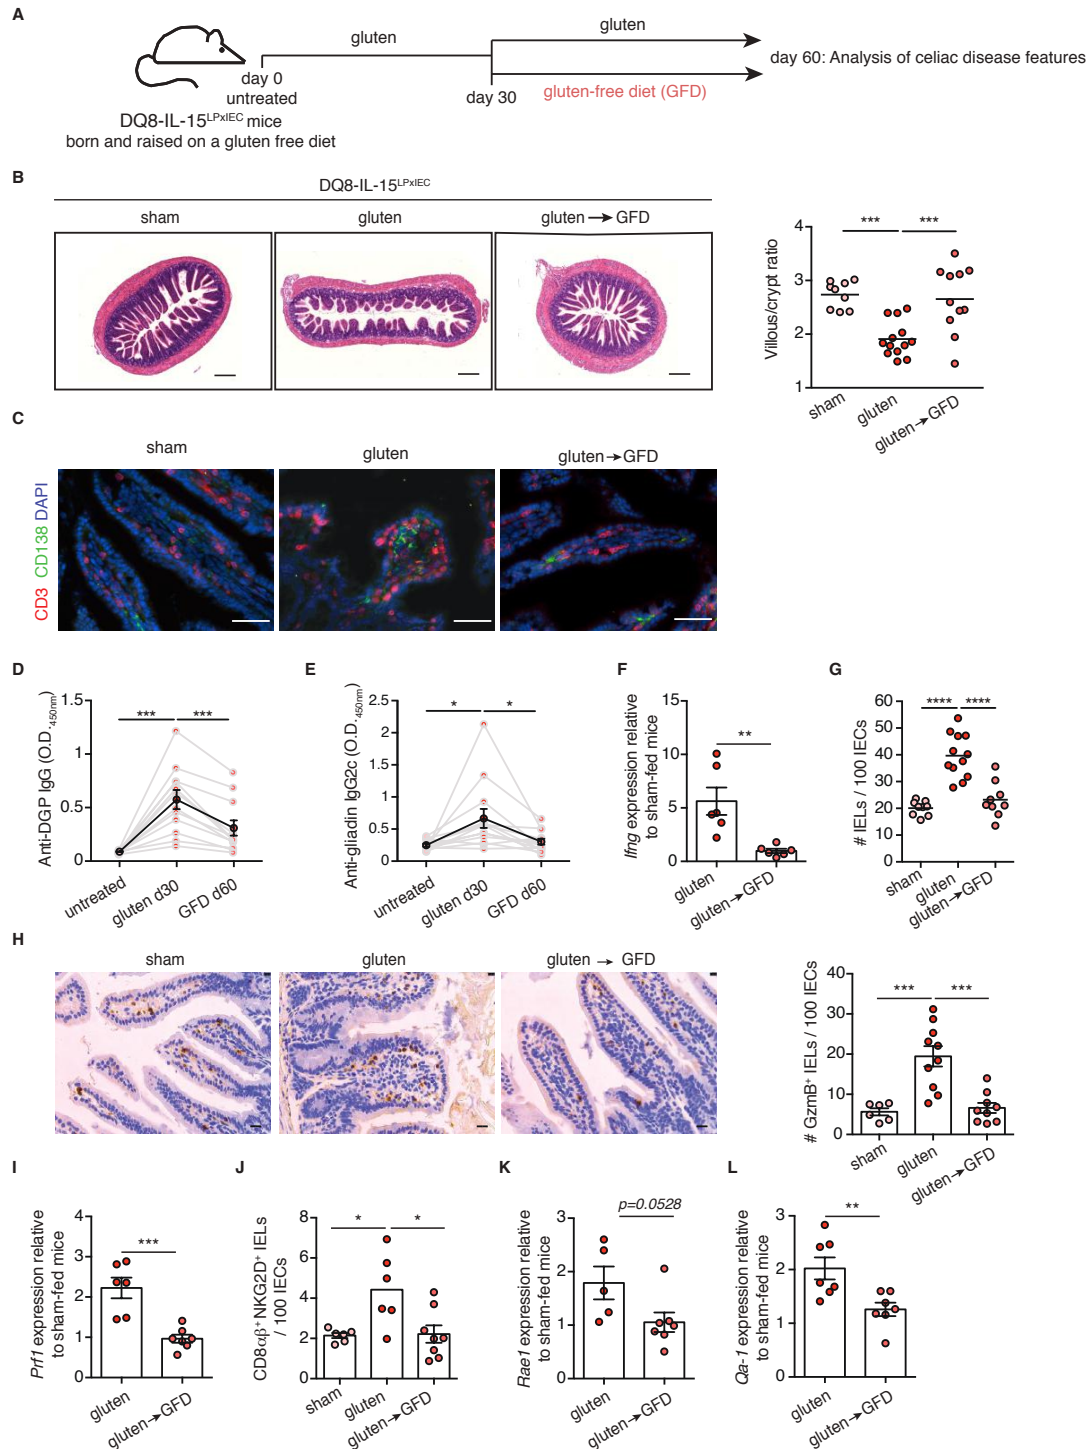 A
gluten
gluten
day 0
untreated
day 30
gluten-free diet (GFD)
day 60: Analysis of celiac disease features
DQ8-IL-15LPxIEC mice
born and raised on a gluten free diet
B
DQ8-IL-15LPxIEC
sham
gluten
gluten → GFD
Villous/crypt ratio
4
3
2
1
***
***
sham
gluten
gluten→GFD
C
sham
gluten
gluten→GFD
CD3 CD138 DAPI
D
Anti-DGP IgG (O.D.450nm)
1.5
1
0.5
0
***
***
untreated
gluten d30
GFD d60
E
Anti-gliadin IgG2c (O.D.450nm)
2.5
2
1.5
1
0.5
0
*
*
untreated
gluten d30
GFD d60
F
Ifng expression relative
to sham-fed mice
15
10
5
0
**
gluten
gluten→GFD
G
# IELs / 100 IECs
60
50
40
30
20
10
0
****
****
sham
gluten
gluten→GFD
H
sham
gluten
gluten → GFD
# GzmB+ IELs / 100 IECs
40
30
20
10
0
***
***
sham
gluten
gluten→GFD
I
Prf1 expression relative
to sham-fed mice
4
3
2
1
0
***
gluten
gluten→GFD
J
CD8αβ+ NKG2D+ IELs
/ 100 IECs
8
6
4
2
0
*
*
sham
gluten
gluten→GFD
K
Rae1 expression relative
to sham-fed mice
3
2
1
0
p=0.0528
gluten
gluten→GFD
L
Qa-1 expression relative
to sham-fed mice
3
2
1
0
**
gluten
gluten→GFD